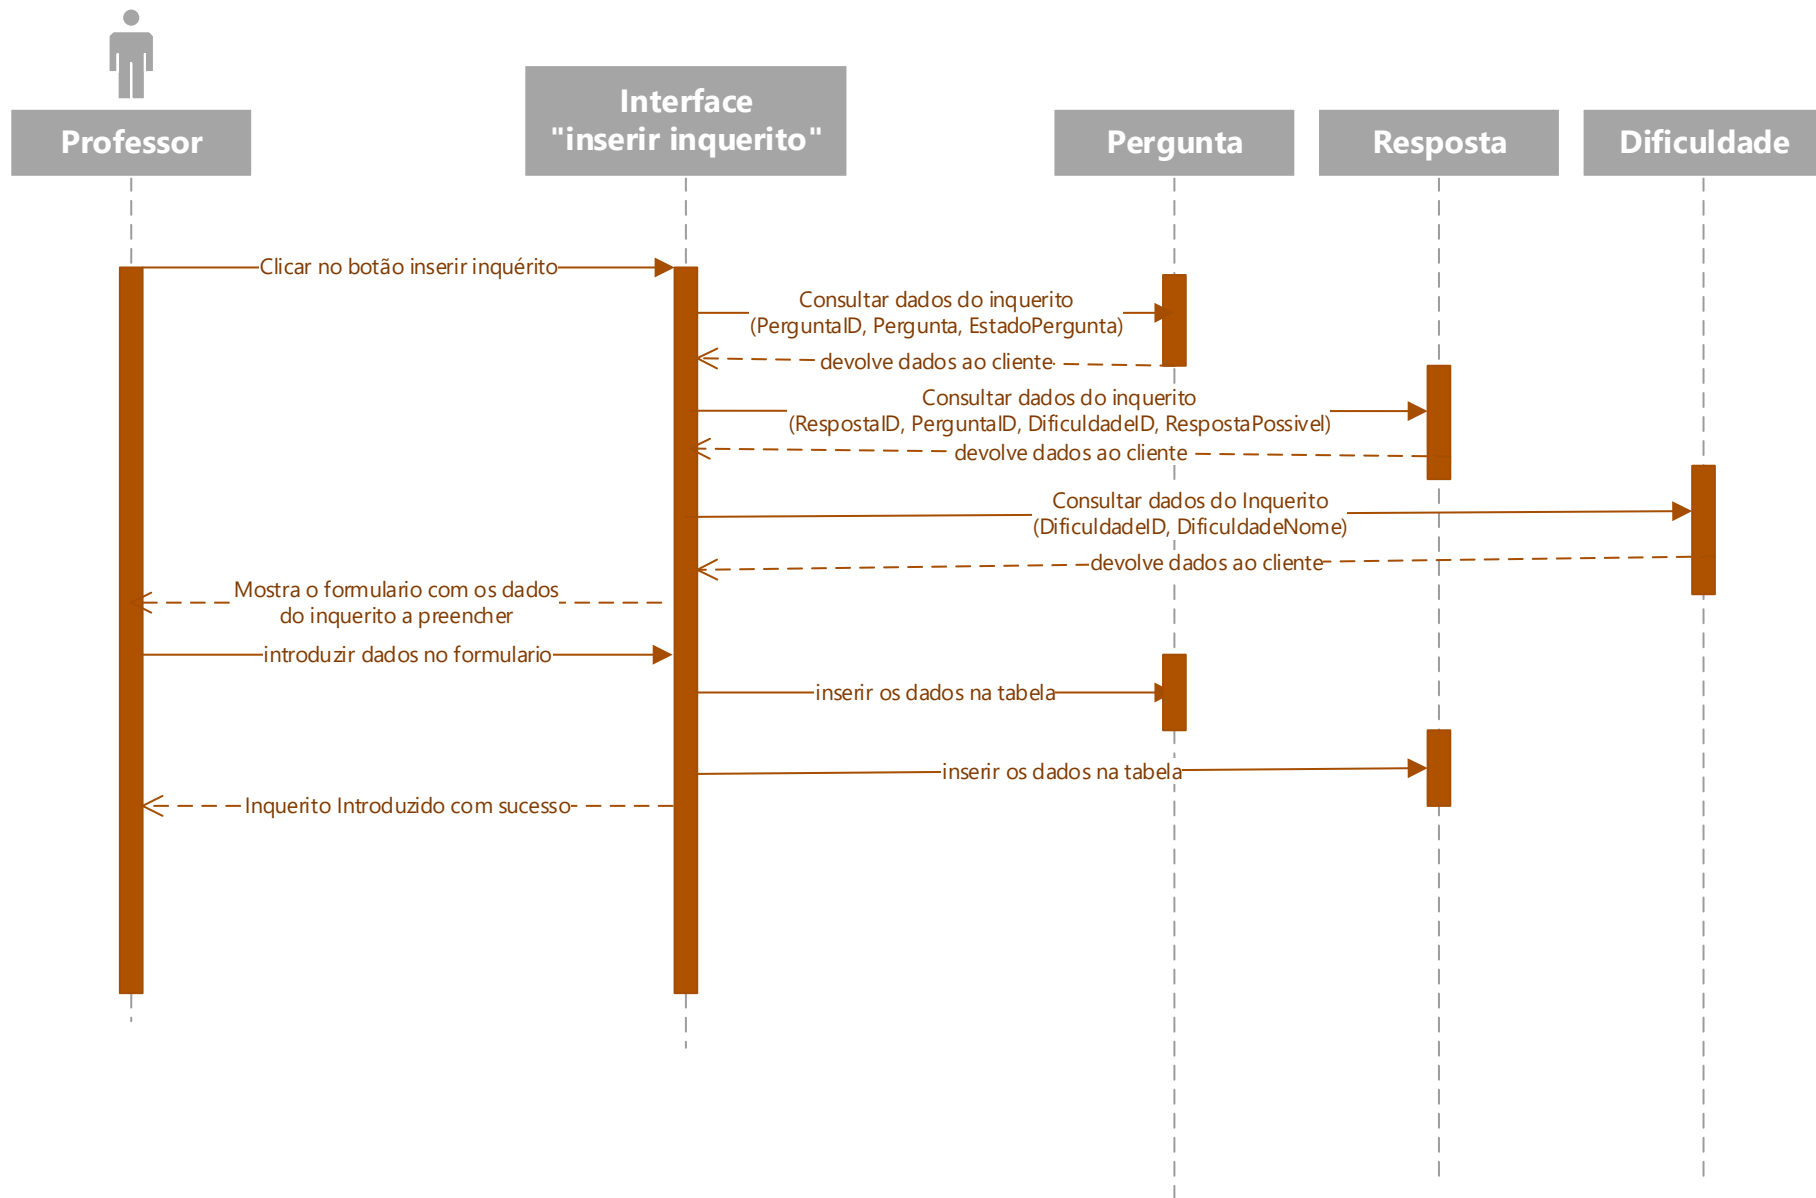 Professor
Interface
"inserir inquerito"
Pergunta
Resposta
Dificuldade
Clicar no botão inserir inquérito
Consultar dados do inquerito
(PerguntaID, Pergunta, EstadoPergunta)
devolve dados ao cliente
Consultar dados do inquerito
(RespostaID, PerguntaID, DificuldadeID, RespostaPossivel)
devolve dados ao cliente
Consultar dados do Inquerito
(DificuldadeID, DificuldadeNome)
devolve dados ao cliente
Mostra o formulario com os dados
do inquerito a preencher
introduzir dados no formulario
inserir os dados na tabela
inserir os dados na tabela
Inquerito Introduzido com sucesso